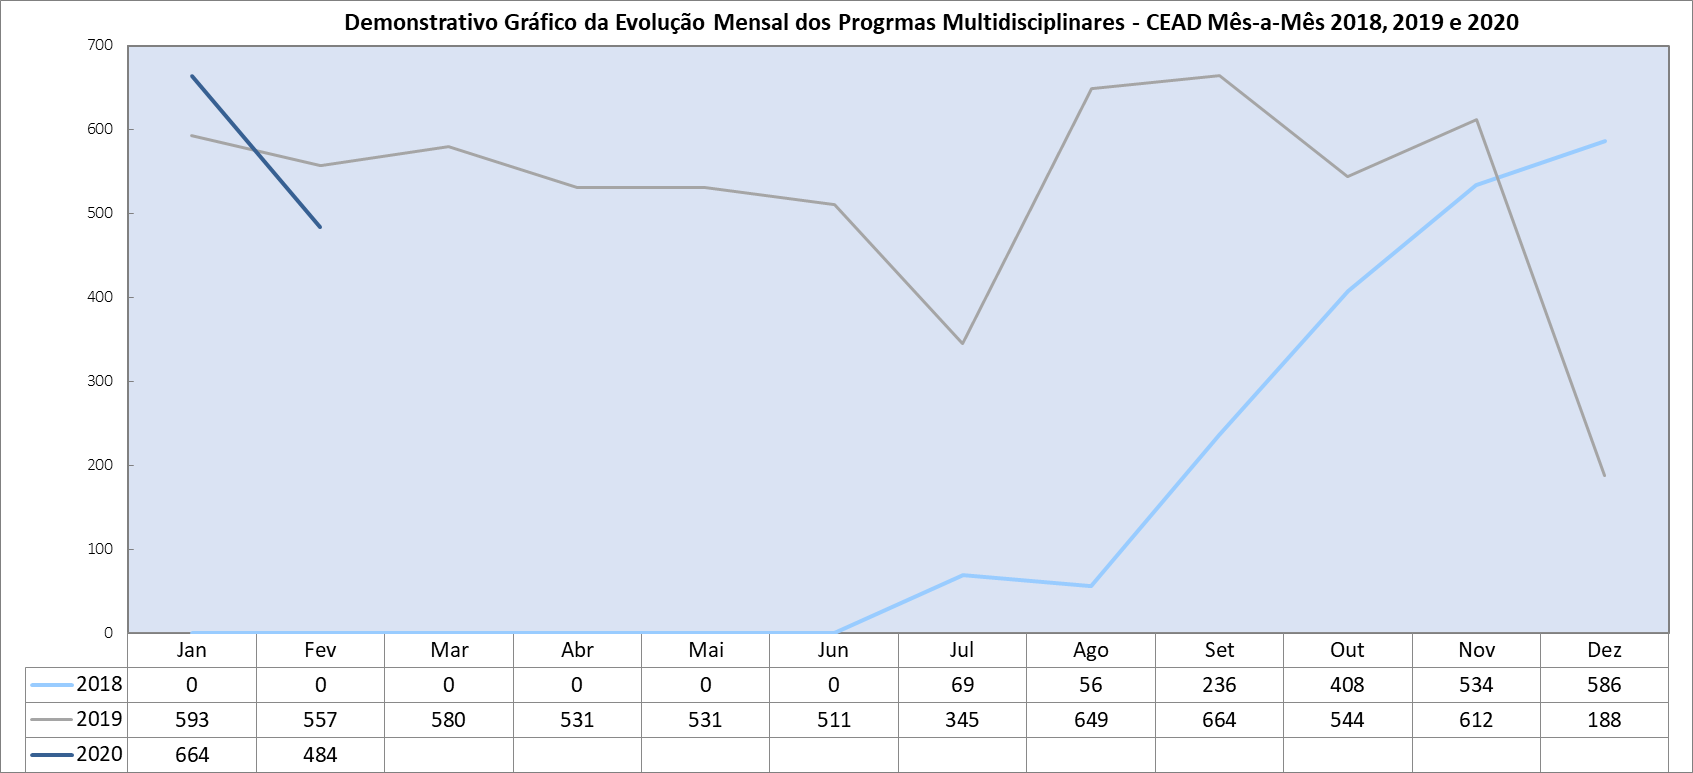 Demonstrativo Gráfico da Evolução Mensal dos Progrmas Multidisciplinares - CEAD Mês-a-Mês 2018, 2019 e 2020
700
600
500
400
300
200
100
0
Jan Fev Mar Abr Mai Jun Jul Ago Set Out Nov Dez
2018 0 0 0 0 0 0 69 56 236 408 534 586
2019 593 557 580 531 531 511 345 649 664 544 612 188
2020 664 484